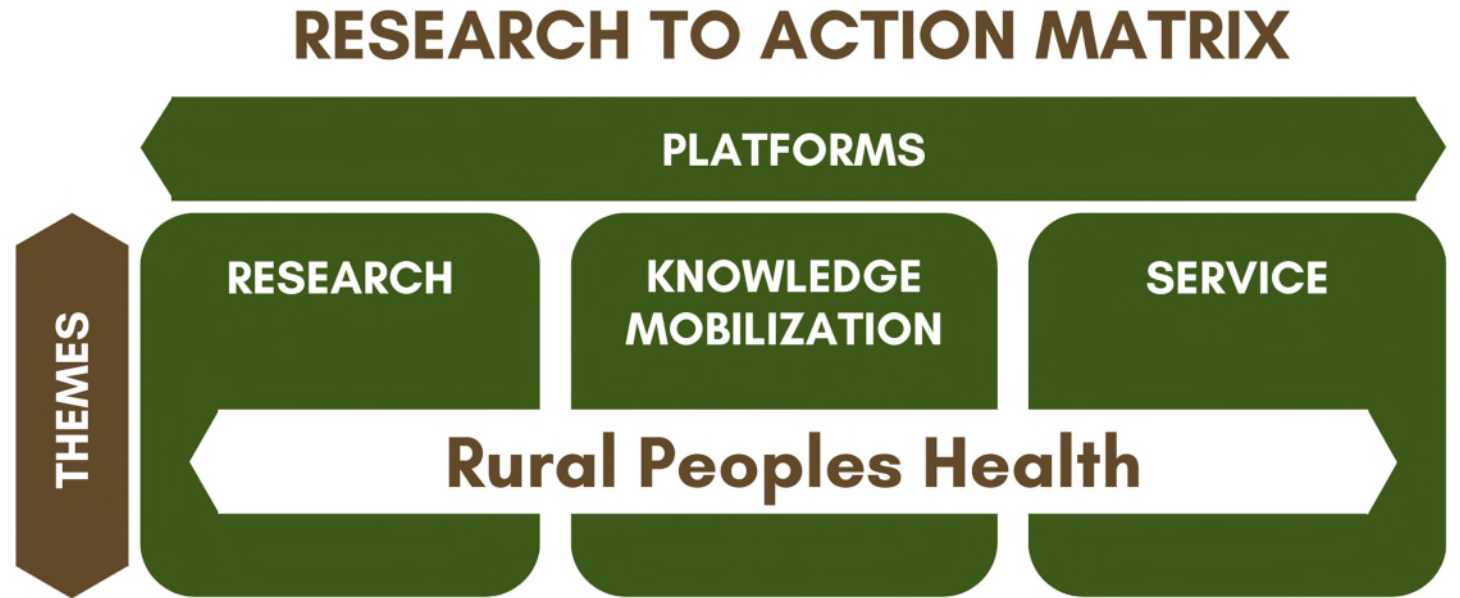 RESEARCH TO ACTION MATRIX
PLATFORMS
THEMES
RESEARCH
KNOWLEDGE
MOBILIZATION
SERVICE
Rural Peoples Health